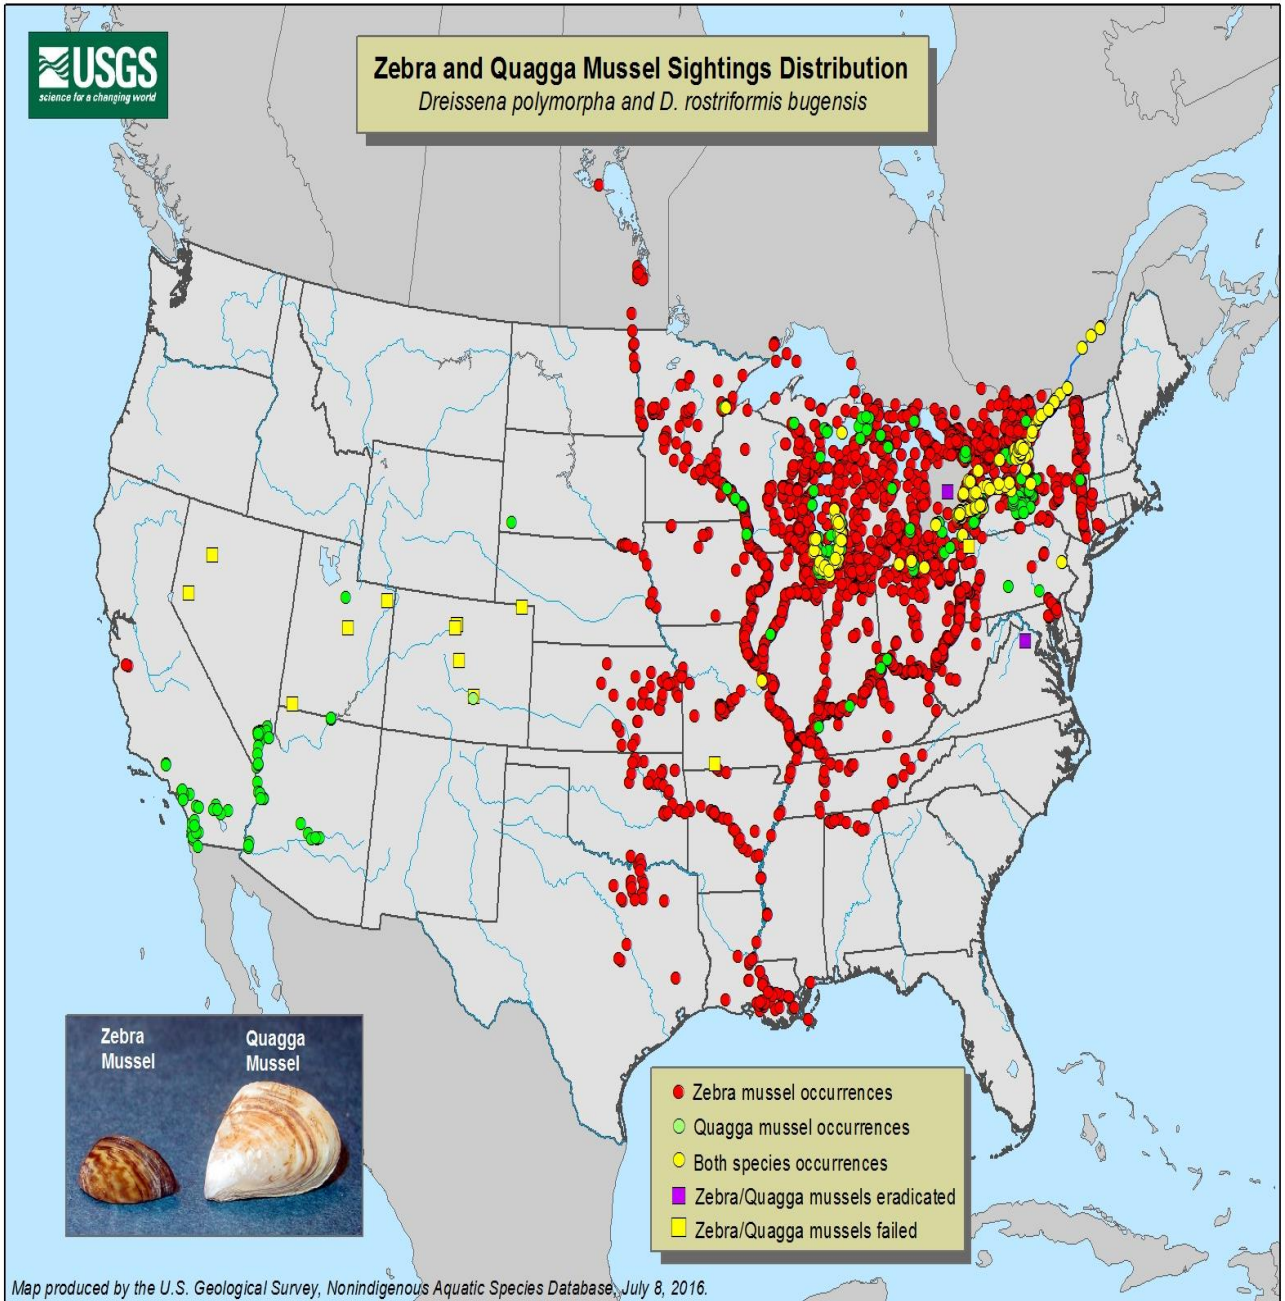 USGS
science for a changing world
Zebra and Quagga Mussel Sightings Distribution
Dreissena polymorpha and D. rostriformis bugensis
Zebra
Mussel
Quagga
Mussel
Zebra mussel occurrences
Quagga mussel occurrences
Both species occurrences
Zebra/Quagga mussels eradicated
Zebra/Quagga mussels failed
Map produced by the U.S. Geological Survey, Nonindigenous Aquatic Species Database, July 8, 2016.